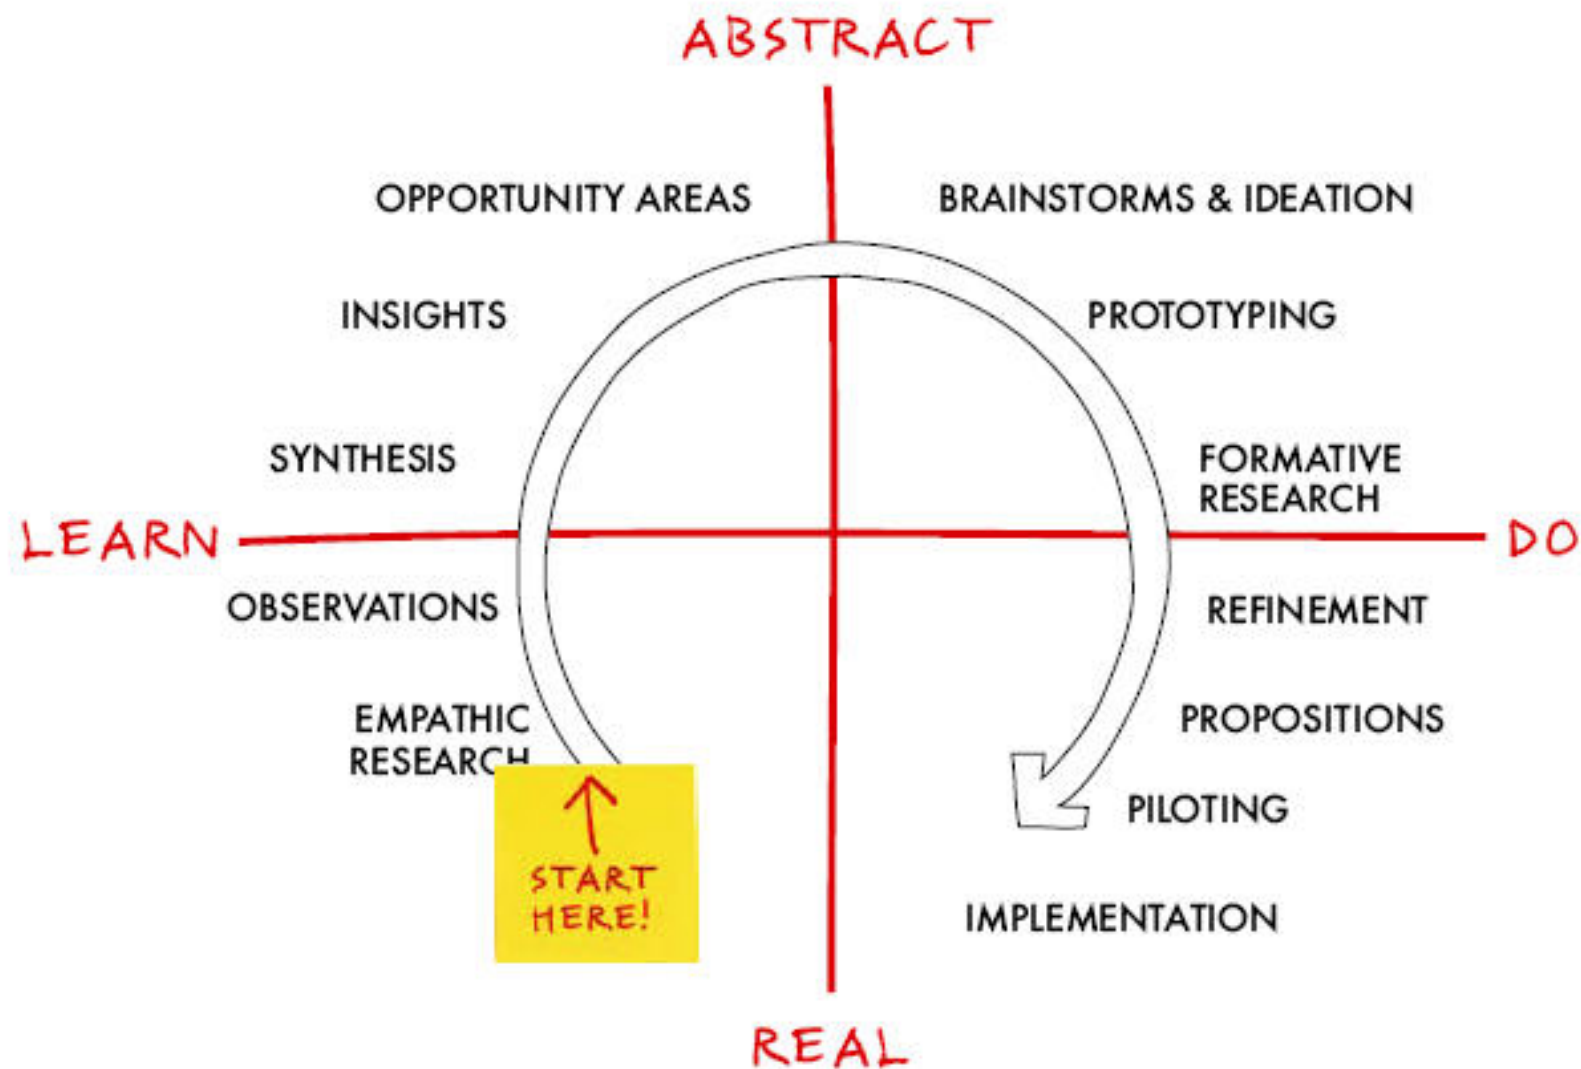 ABSTRACT
OPPORTUNITY AREAS
BRAINSTORMS & IDEATION
INSIGHTS
PROTOTYPING
SYNTHESIS
FORMATIVE
RESEARCH
LEARN
DO
OBSERVATIONS
REFINEMENT
EMPATHIC
RESEARCH
PROPOSITIONS
PILOTING
START
HERE!
IMPLEMENTATION
REAL